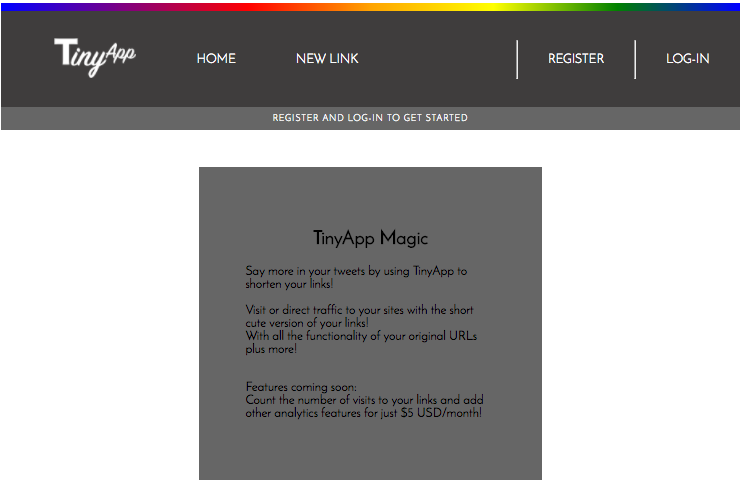 TinyApp HOME NEW LINK REGISTER LOG-IN
REGISTER AND LOG-IN TO GET STARTED
TinyApp Magic
Say more in your tweets by using TinyApp to
shorten your links!
Visit or direct traffic to your sites with the short
cute version of your links!
With all the functionality of your original URLs
plus more!
Features coming soon:
Count the number of visits to your links and add
other analytics features for just $5 USD/month!